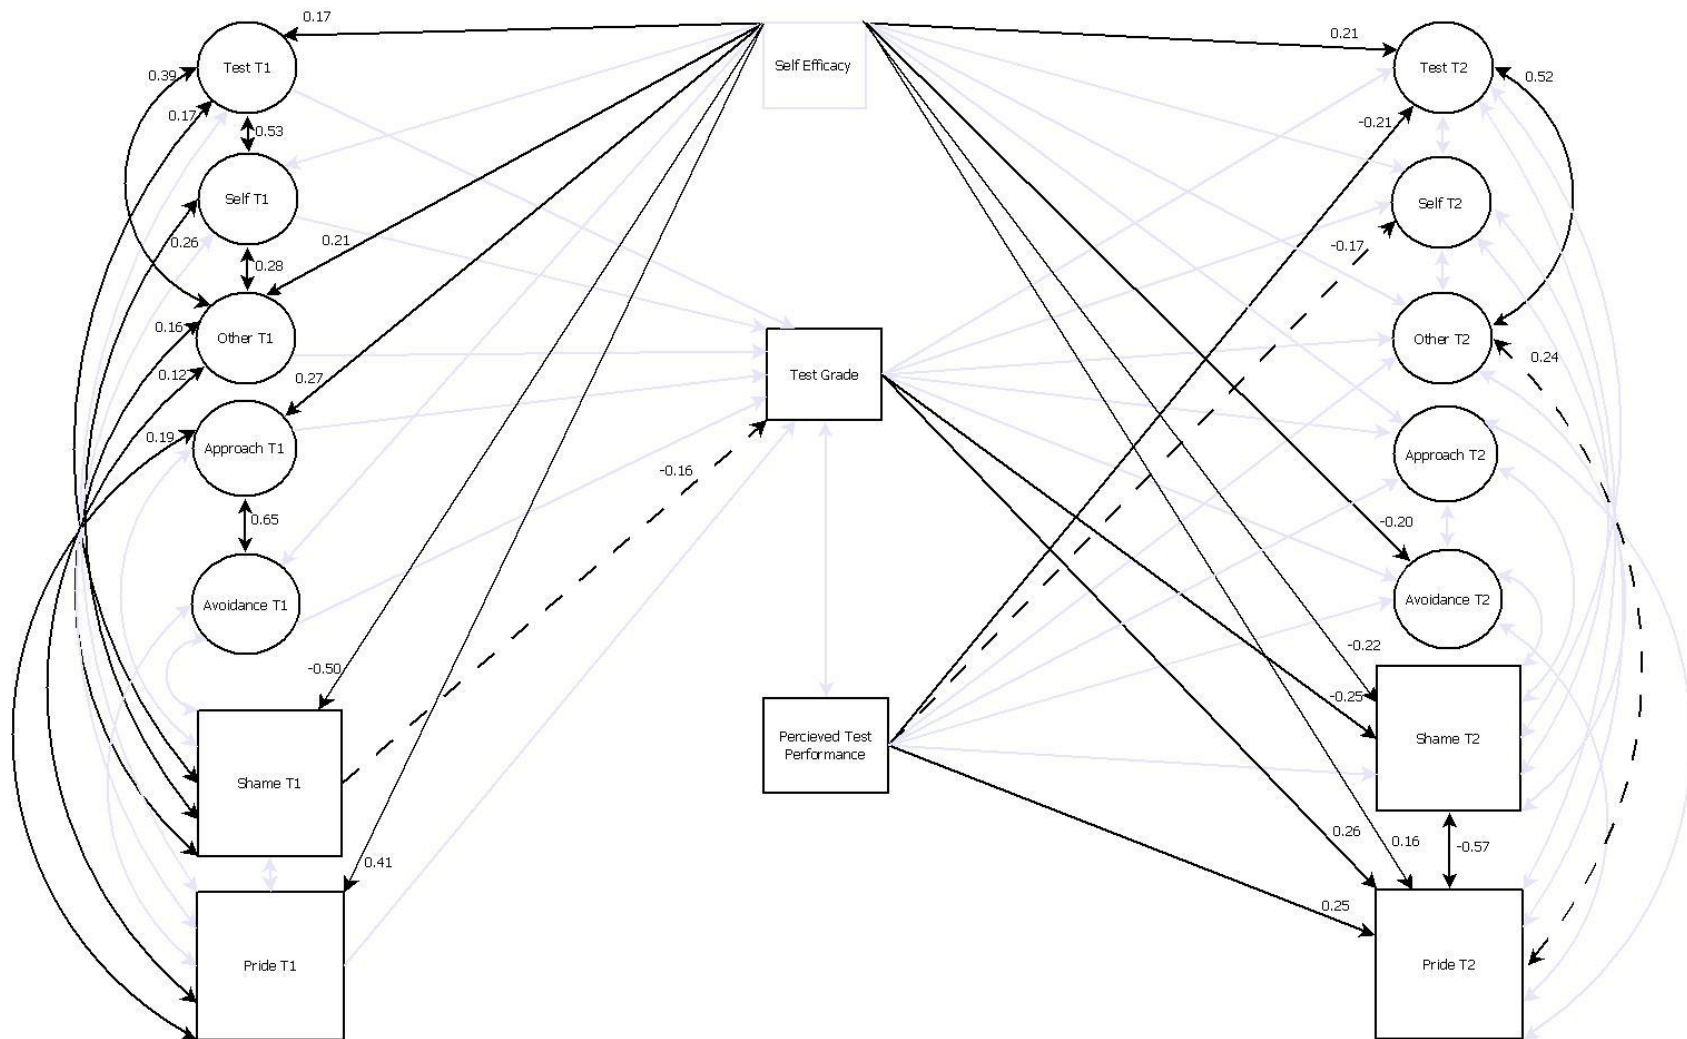 0.17
Test T1
Self Efficacy
0.21
Test T2
0.39
0.52
0.17
0.53
-0.21
Self T1
Self T2
0.26
0.21
-0.17
0.28
0.16
Other T1
Other T2
0.24
0.12
0.27
Test Grade
0.19
Approach T1
Approach T2
-0.16
0.65
-0.20
Avoidance T1
Avoidance T2
-0.50
-0.22
-0.25
Percieved Test
Performance
Shame T1
Shame T2
0.41
0.26
0.16
-0.57
0.25
Pride T1
Pride T2